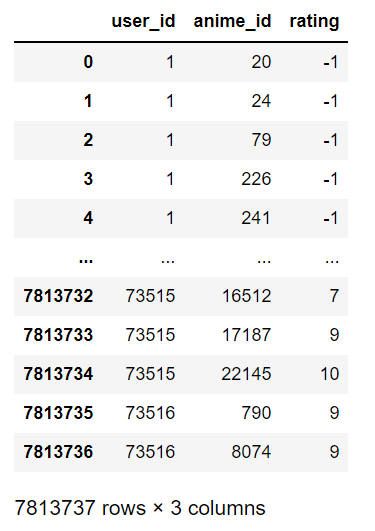 user_id anime_id rating
0 1 20 -1
1 1 24 -1
2 1 79 -1
3 1 226 -1
4 1 241 -1
... ... ... ...
7813732 73515 16512 7
7813733 73515 17187 9
7813734 73515 22145 10
7813735 73516 790 9
7813736 73516 8074 9
7813737 rows × 3 columns